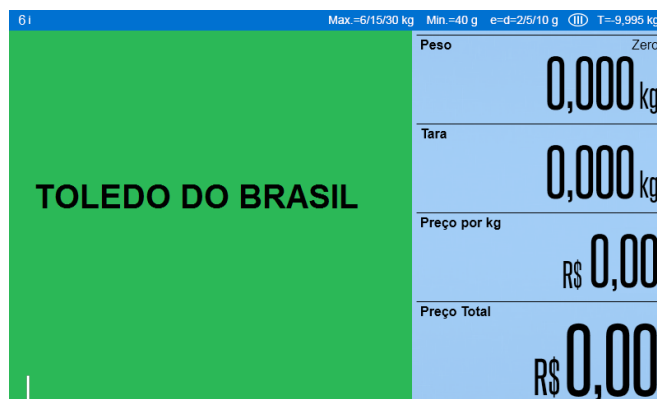 6 i Max.=6/15/30 kg Min.=40 g e=d=2/5/10 g III T=-9,995 kg
Peso Zero
0,000 kg
Tara
0,000 kg
TOLEDO DO BRASIL
Preço por kg
R$ 0,00
Preço Total
R$ 0,00